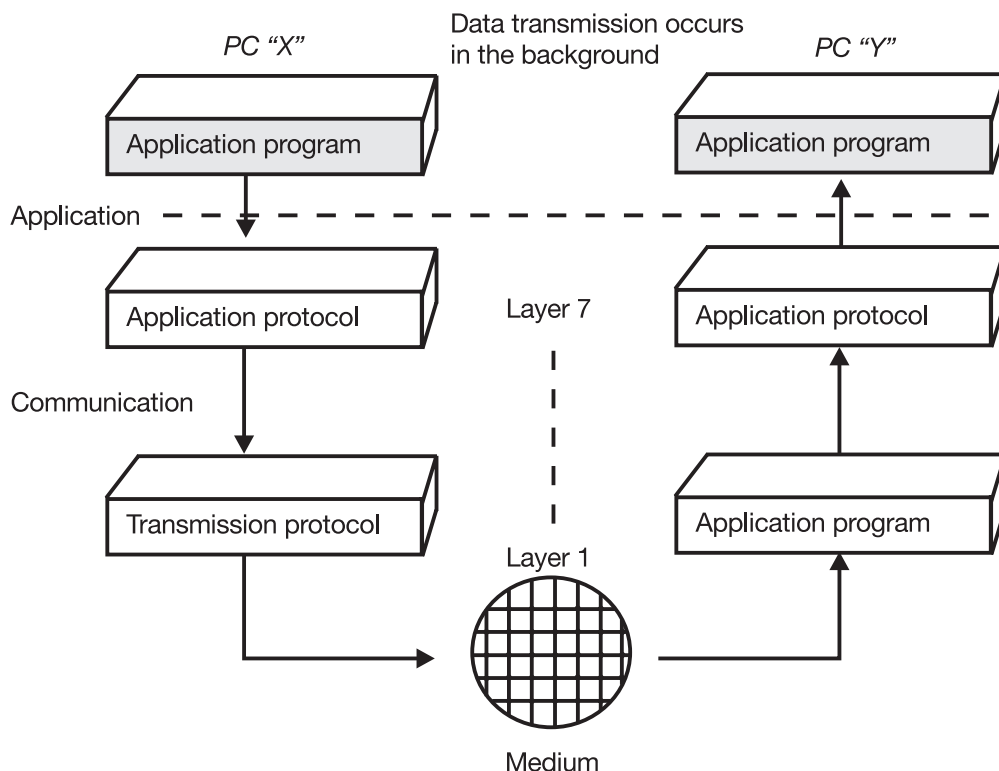 Data transmission occurs
in the background
PC “X”
PC “Y”
Application program
Application program
Application
Application protocol
Layer 7
Application protocol
Communication
Transmission protocol
Application program
Layer 1
Medium